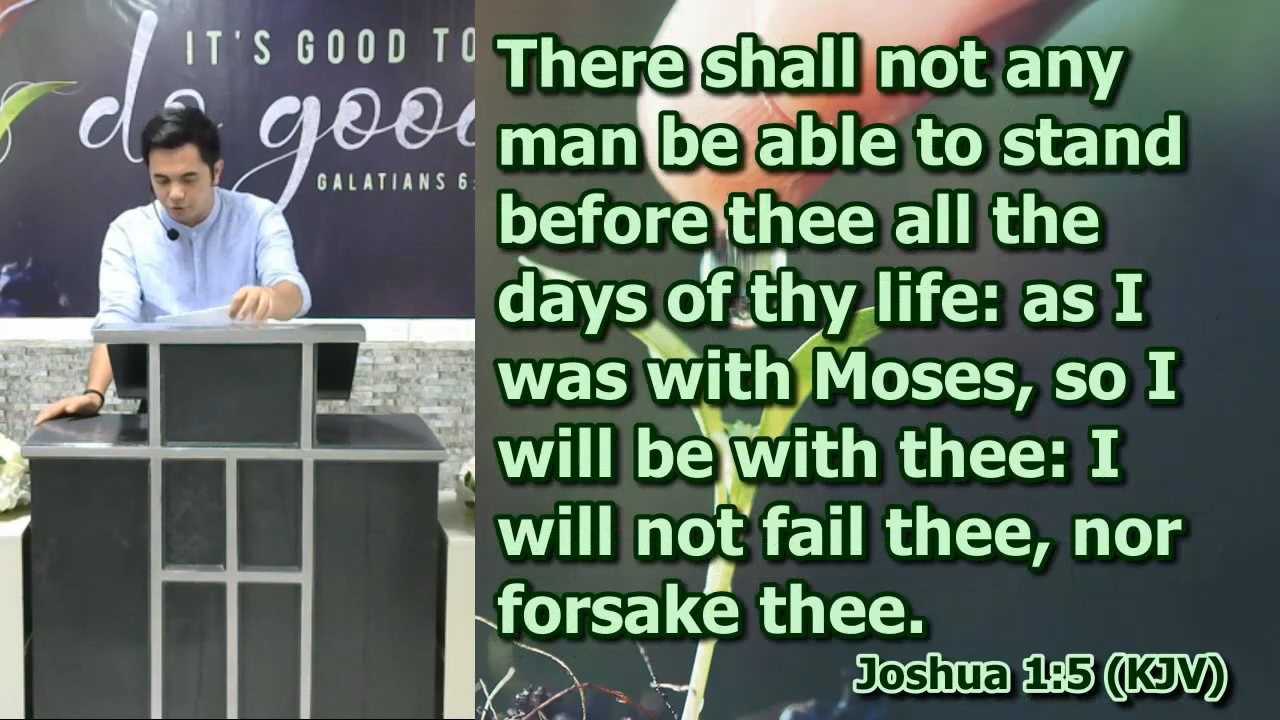 IT'S GOOD TO
do good
GALATIANS 6:
There shall not any
man be able to stand
before thee all the
days of thy life: as I
was with Moses, so I
will be with thee: I
will not fail thee, nor
forsake thee.
Joshua 1:5 (KJV)